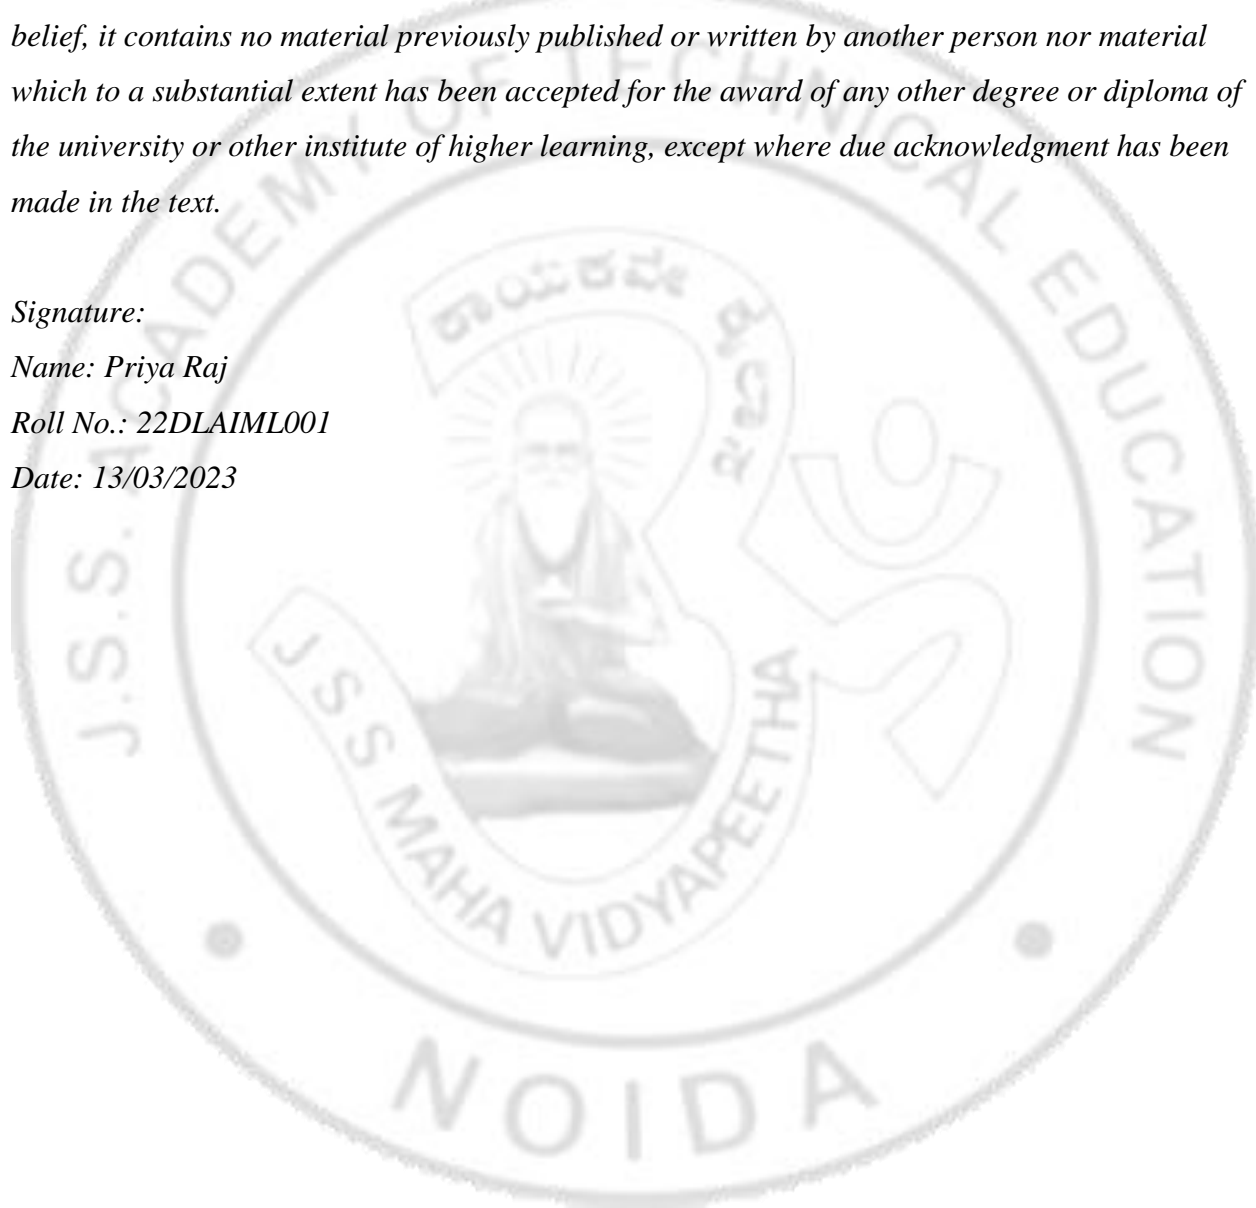 belief, it contains no material previously published or written by another person nor material
which to a substantial extent has been accepted for the award of any other degree or diploma of
the university or other institute of higher learning, except where due acknowledgment has been
made in the text.
Signature:
Name: Priya Raj
Roll No.: 22DLAIML001
Date: 13/03/2023
J.S.S. ACADEMY OF TECHNICAL EDUCATION
ಕಾಯಕವೇ
J S S MAHA VIDYAPEETHA
NOIDA